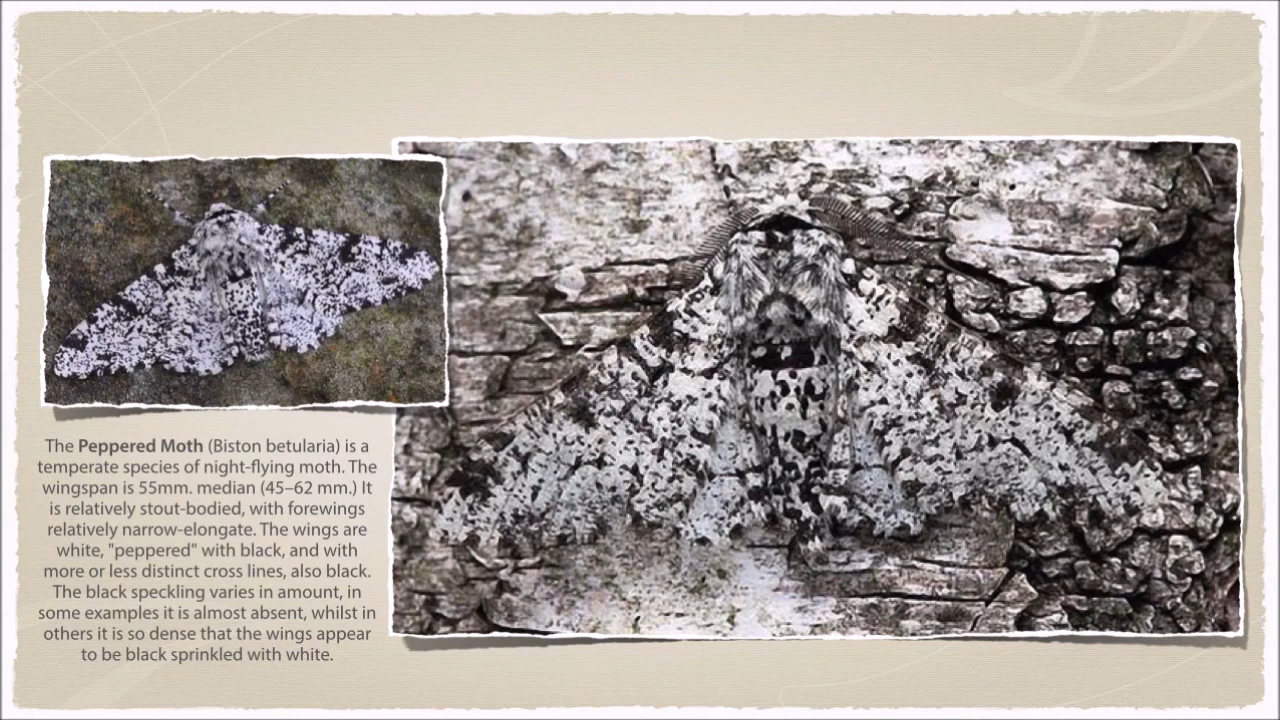 The Peppered Moth (Biston betularia) is a
temperate species of night-flying moth. The
wingspan is 55mm. median (45–62 mm.) It
is relatively stout-bodied, with forewings
relatively narrow-elongate. The wings are
white, "peppered" with black, and with
more or less distinct cross lines, also black.
The black speckling varies in amount, in
some examples it is almost absent, whilst in
others it is so dense that the wings appear
to be black sprinkled with white.